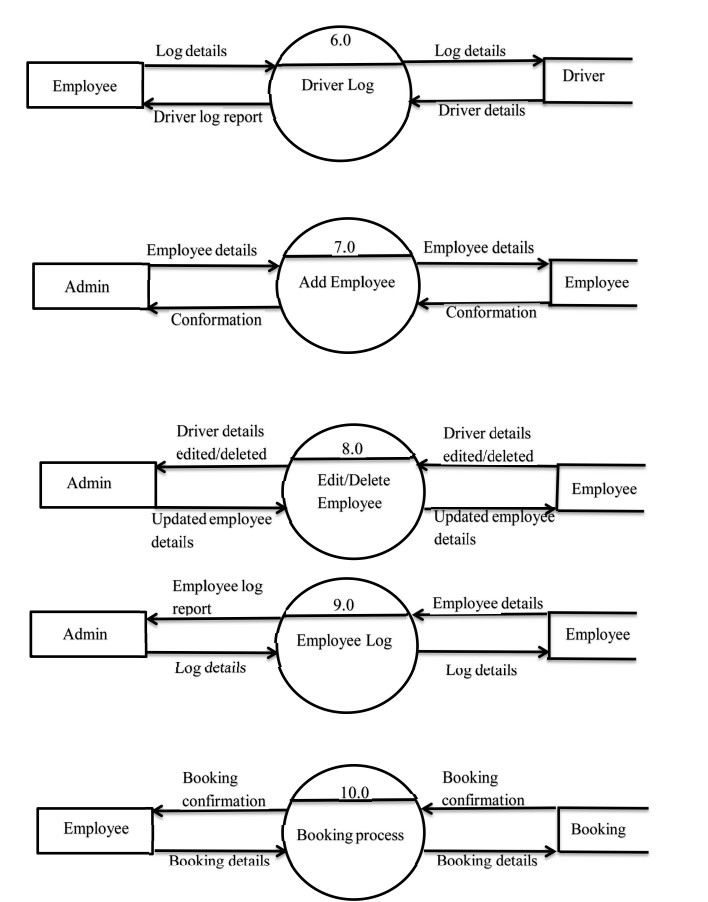 6.0
Log details
Log details
Employee
Driver Log
Driver
Driver log report
Driver details
7.0
Employee details
Employee details
Admin
Add Employee
Employee
Conformation
Conformation
8.0
Driver details
edited/deleted
Driver details
edited/deleted
Admin
Edit/Delete
Employee
Employee
Updated employee
details
Updated employee
details
9.0
Employee log
report
Employee details
Admin
Employee Log
Employee
Log details
Log details
10.0
Booking
confirmation
Booking
confirmation
Employee
Booking process
Booking
Booking details
Booking details